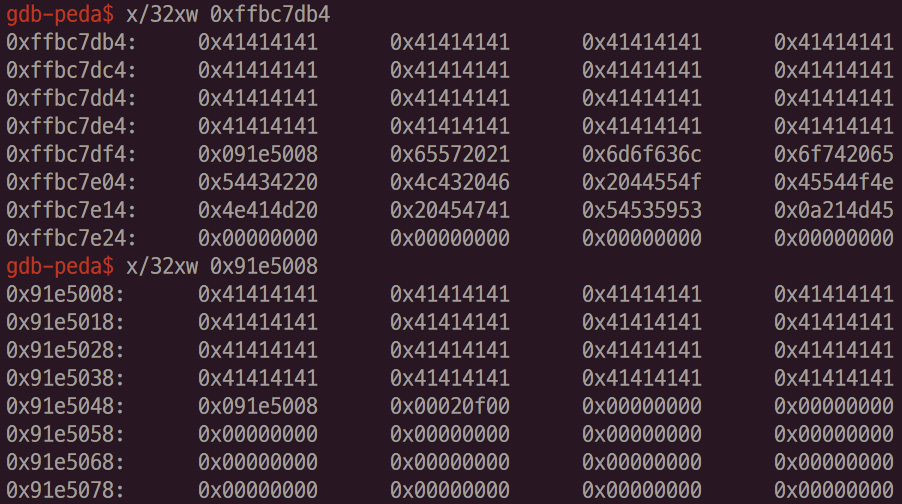 gdb-peda$ x/32xw 0xffbc7db4
0xffbc7db4: 0x41414141 0x41414141 0x41414141 0x41414141
0xffbc7dc4: 0x41414141 0x41414141 0x41414141 0x41414141
0xffbc7dd4: 0x41414141 0x41414141 0x41414141 0x41414141
0xffbc7de4: 0x41414141 0x41414141 0x41414141 0x41414141
0xffbc7df4: 0x091e5008 0x65572021 0x6d6f636c 0x6f742065
0xffbc7e04: 0x54434220 0x4c432046 0x2044554f 0x45544f4e
0xffbc7e14: 0x4e414d20 0x20454741 0x54535953 0x0a214d45
0xffbc7e24: 0x00000000 0x00000000 0x00000000 0x00000000
gdb-peda$ x/32xw 0x91e5008
0x91e5008: 0x41414141 0x41414141 0x41414141 0x41414141
0x91e5018: 0x41414141 0x41414141 0x41414141 0x41414141
0x91e5028: 0x41414141 0x41414141 0x41414141 0x41414141
0x91e5038: 0x41414141 0x41414141 0x41414141 0x41414141
0x91e5048: 0x091e5008 0x00020f00 0x00000000 0x00000000
0x91e5058: 0x00000000 0x00000000 0x00000000 0x00000000
0x91e5068: 0x00000000 0x00000000 0x00000000 0x00000000
0x91e5078: 0x00000000 0x00000000 0x00000000 0x00000000